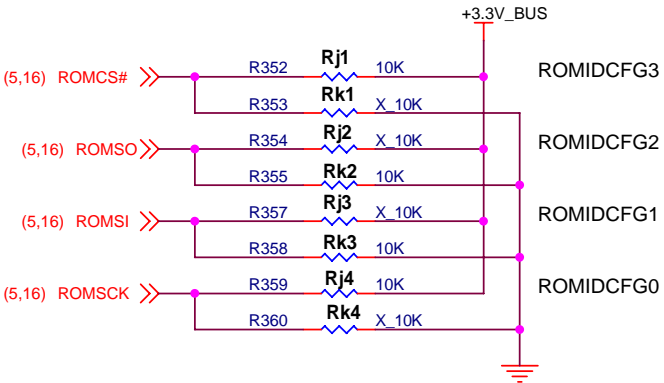 +3.3V_BUS
Rj1
(5,16) ROMCS# R352 10K ROMIDCFG3
Rk1
R353 X_10K
Rj2
(5,16) ROMSO R354 X_10K ROMIDCFG2
Rk2
R355 10K
Rj3
(5,16) ROMSI R357 X_10K ROMIDCFG1
Rk3
R358 10K
Rj4
(5,16) ROMSCK R359 10K ROMIDCFG0
Rk4
R360 X_10K